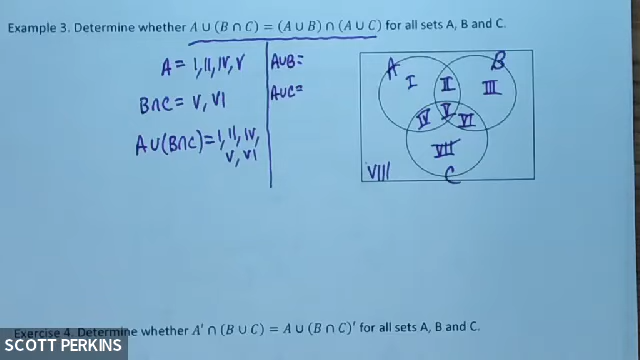 Example 3. Determine whether A ∪ (B ∩ C) = (A ∪ B) ∩ (A ∪ C) for all sets A, B and C.
A = I, II, IV, V
B∩C = V, VI
A∪(B∩C) = I, II, IV,
V, VI
A∪B =
A∪C =
A
B
I
II
III
IV
V
VI
VII
VIII
C
Exercise 4. Determine whether A′ ∩ (B ∪ C) = A ∪ (B ∩ C)′ for all sets A, B and C.
SCOTT PERKINS